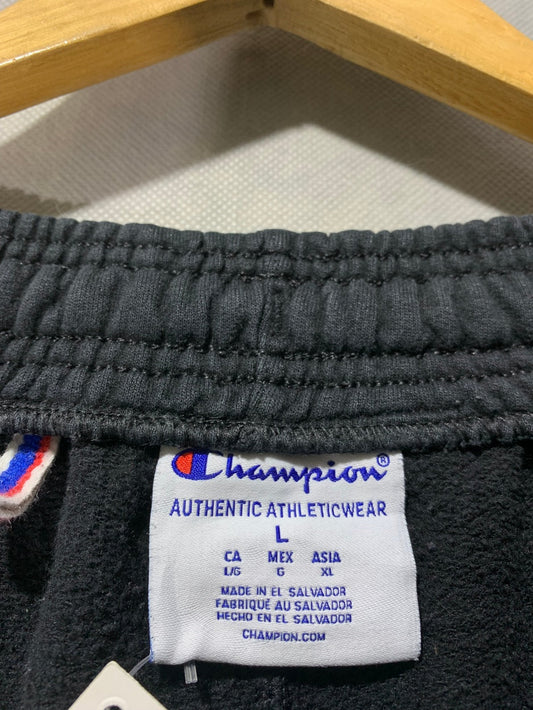 Champion®
AUTHENTIC ATHLETICWEAR
L
CA MEX ASIA
L/G G XL
MADE IN EL SALVADOR
FABRIQUÉ AU SALVADOR
HECHO EN EL SALVADOR
CHAMPION.COM